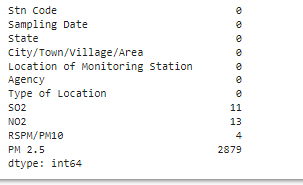 Stn Code 0
Sampling Date 0
State 0
City/Town/Village/Area 0
Location of Monitoring Station 0
Agency 0
Type of Location 0
SO2 11
NO2 13
RSPM/PM10 4
PM 2.5 2879
dtype: int64